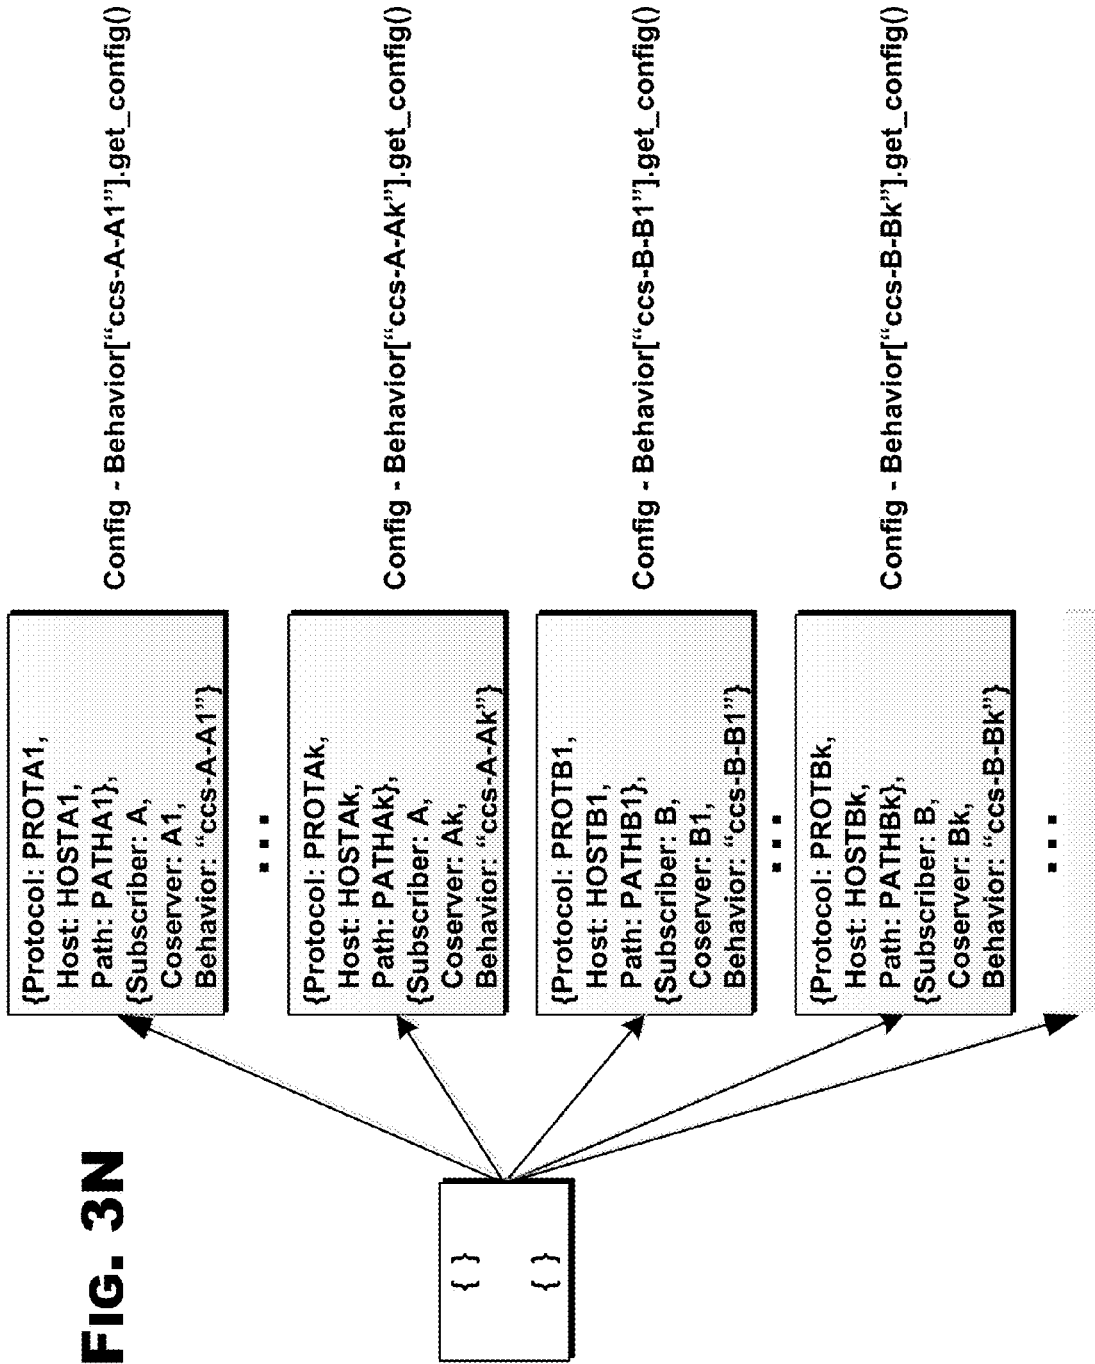 FIG. 3N
{ }
{ }
{Protocol: PROTA1,
Host: HOSTA1,
Path: PATHA1},
{Subscriber: A,
Coserver: A1,
Behavior: “ccs-A-A1”}
Config - Behavior[“ccs-A-A1”].get_config()
...
{Protocol: PROTAk,
Host: HOSTAk,
Path: PATHAk},
{Subscriber: A,
Coserver: Ak,
Behavior: “ccs-A-Ak”}
Config - Behavior[“ccs-A-Ak”].get_config()
{Protocol: PROTB1,
Host: HOSTB1,
Path: PATHB1},
{Subscriber: B,
Coserver: B1,
Behavior: “ccs-B-B1”}
Config - Behavior[“ccs-B-B1”].get_config()
...
{Protocol: PROTBk,
Host: HOSTBk,
Path: PATHBk},
{Subscriber: B,
Coserver: Bk,
Behavior: “ccs-B-Bk”}
Config - Behavior[“ccs-B-Bk”].get_config()
...